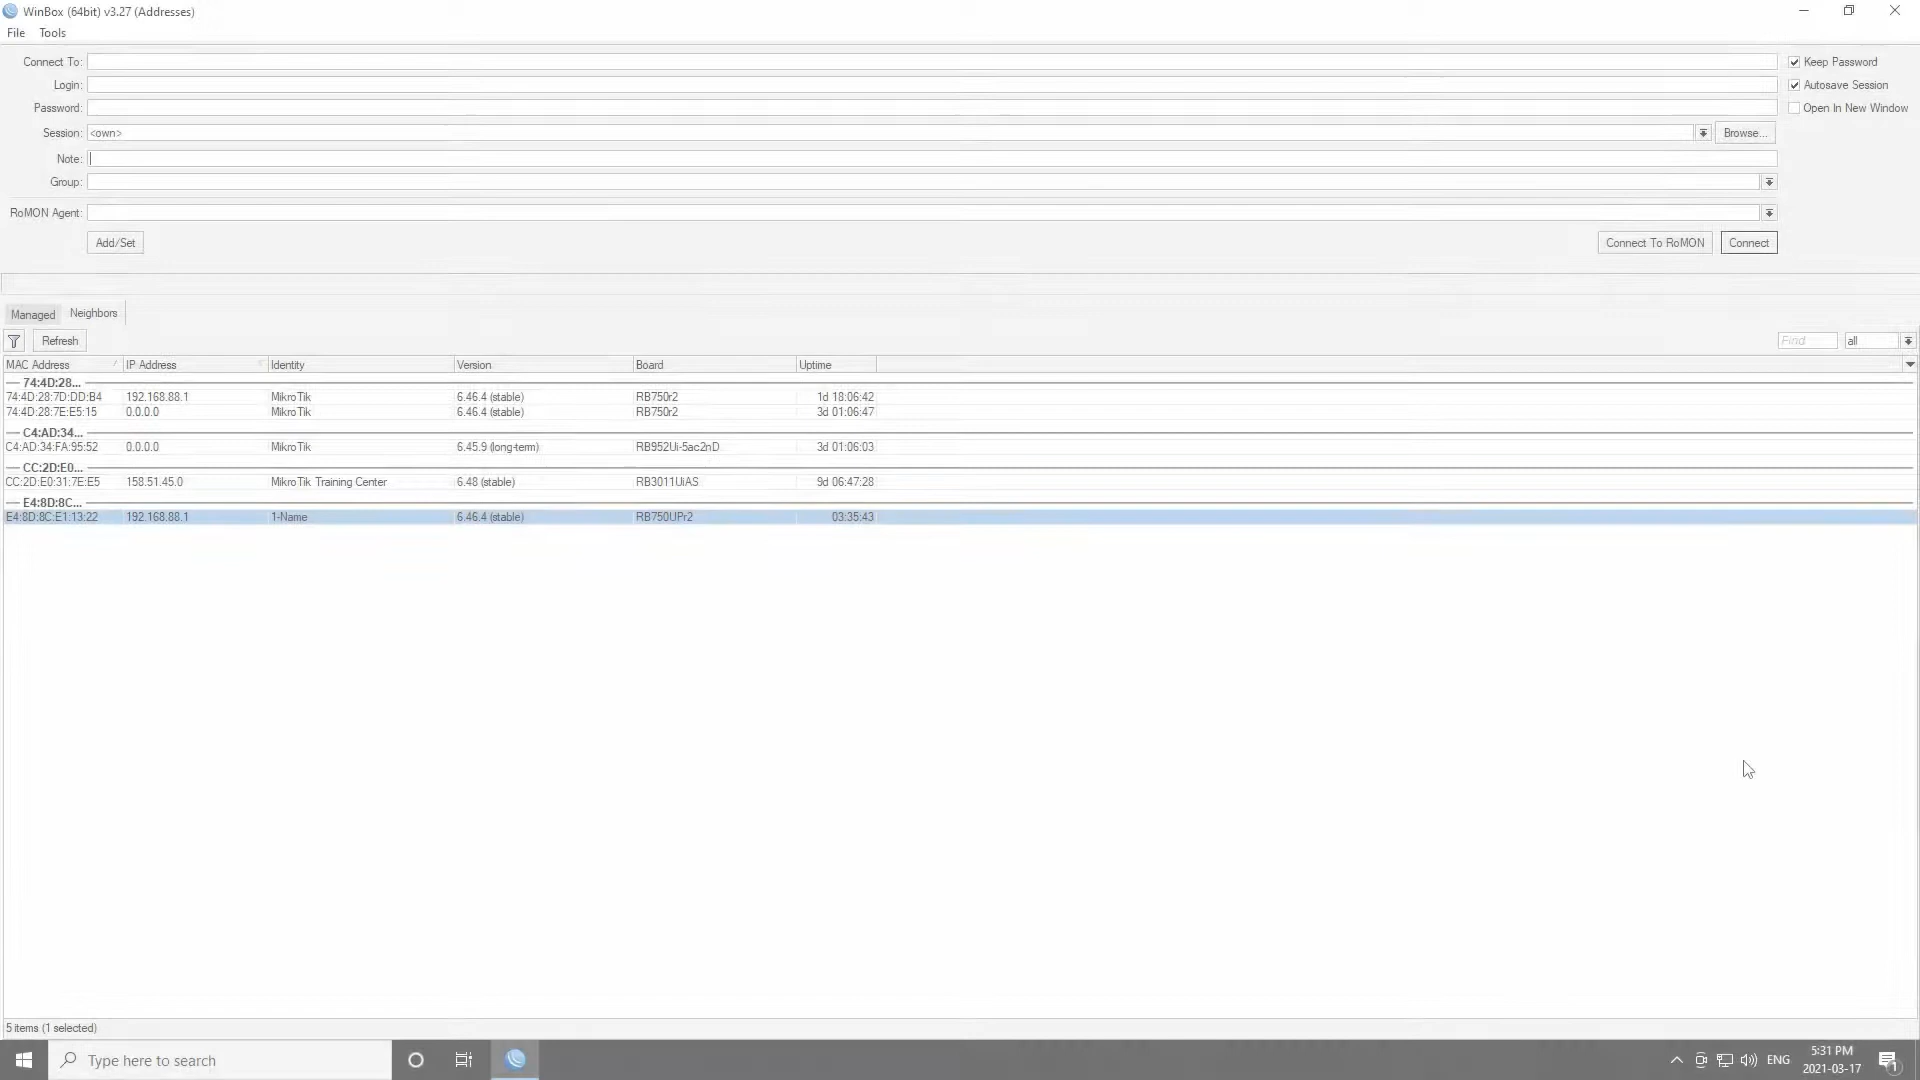 WinBox (64bit) v3.27 (Addresses)
File Tools
Connect To:
Keep Password
Login:
Autosave Session
Password:
Open In New Window
Session: <own> Browse...
Note:
Group:
RoMON Agent:
Add/Set Connect To RoMON Connect
Managed Neighbors
Refresh Find all
MAC Address IP Address Identity Version Board Uptime
74:4D:28...
74:4D:28:7D:DD:B4 192.168.88.1 MikroTik 6.46.4 (stable) RB750r2 1d 18:06:42
74:4D:28:7E:E5:15 0.0.0.0 MikroTik 6.46.4 (stable) RB750r2 3d 01:06:47
C4:AD:34...
C4:AD:34:FA:95:52 0.0.0.0 MikroTik 6.45.9 (long-term) RB952Ui-5ac2nD 3d 01:06:03
CC:2D:E0...
CC:2D:E0:31:7E:E5 158.51.45.0 MikroTik Training Center 6.48 (stable) RB3011UiAS 9d 06:47:28
E4:8D:8C...
E4:8D:8C:E1:13:22 192.168.88.1 1-Name 6.46.4 (stable) RB750UPr2 03:35:43
5 items (1 selected)
Type here to search
ENG
5:31 PM
2021-03-17
1